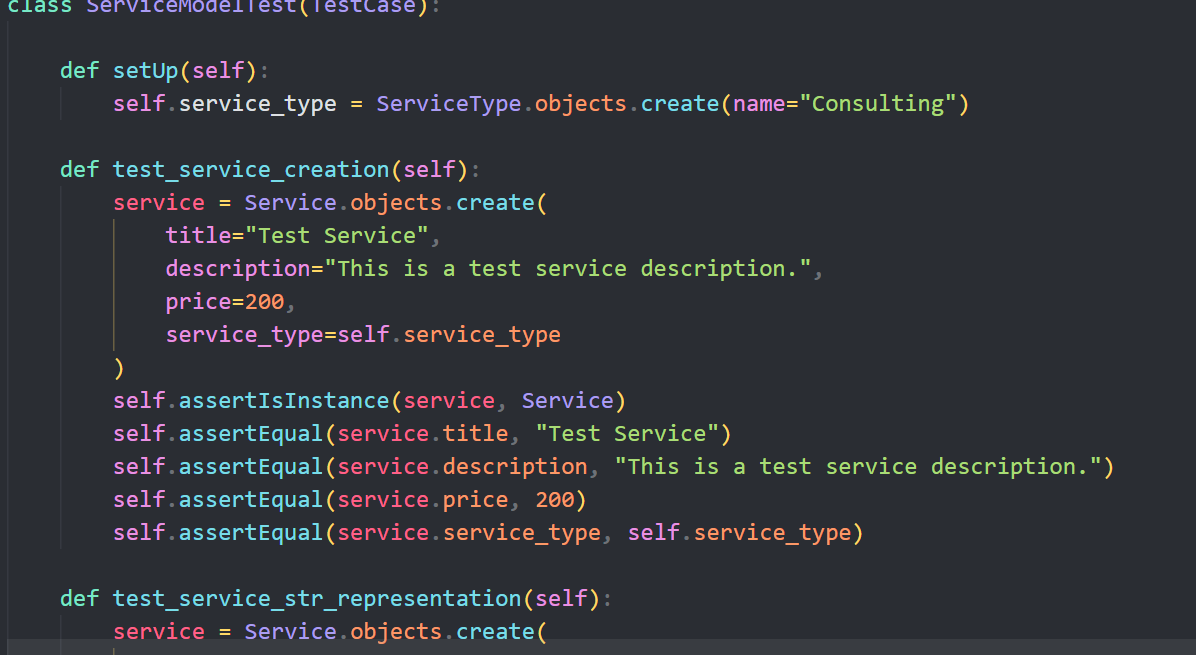 class ServiceModelTest(TestCase):
def setUp(self):
self.service_type = ServiceType.objects.create(name="Consulting")
def test_service_creation(self):
service = Service.objects.create(
title="Test Service",
description="This is a test service description.",
price=200,
service_type=self.service_type
)
self.assertIsInstance(service, Service)
self.assertEqual(service.title, "Test Service")
self.assertEqual(service.description, "This is a test service description.")
self.assertEqual(service.price, 200)
self.assertEqual(service.service_type, self.service_type)
def test_service_str_representation(self):
service = Service.objects.create(